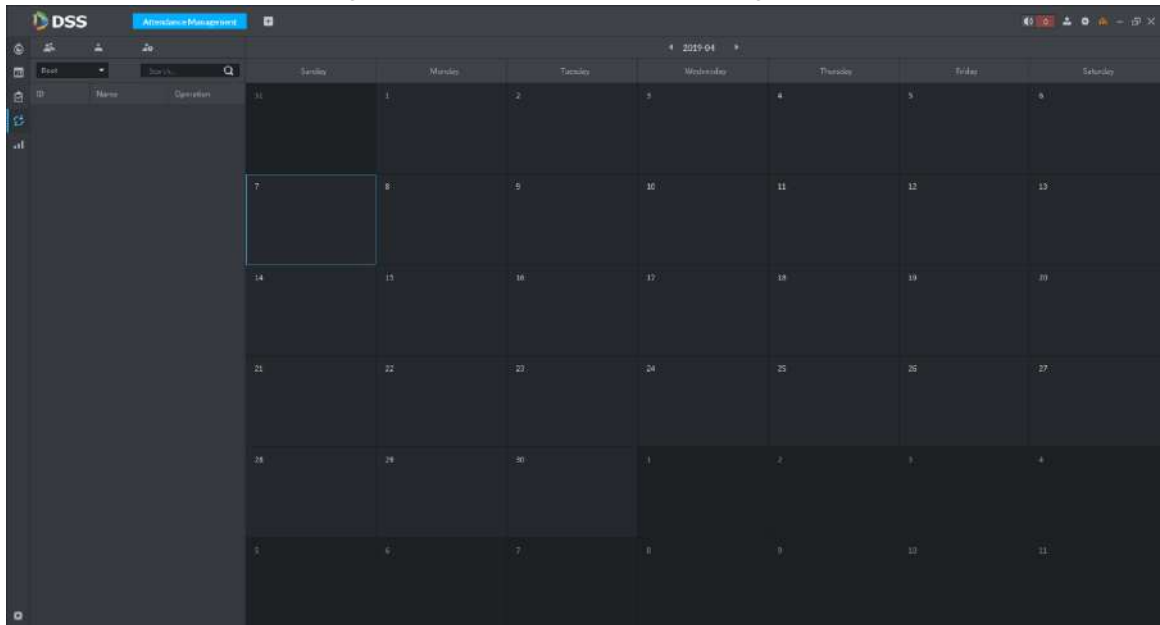 DSS Attendance Management 0
2019-04
Root Search... Sunday Monday Tuesday Wednesday Thursday Friday Saturday
ID Name Operation 31 1 2 3 4 5 6
7 8 9 10 11 12 13
14 15 16 17 18 19 20
21 22 23 24 25 26 27
28 29 30 1 2 3 4
5 6 7 8 9 10 11